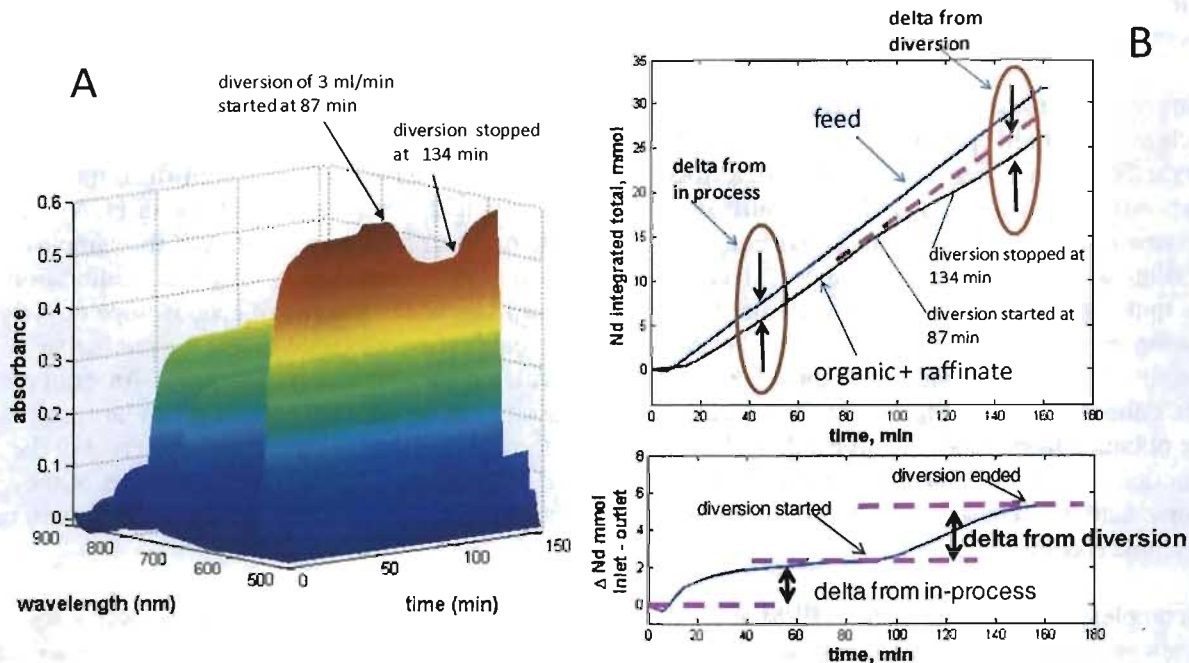 A
diversion of 3 ml/min
started at 87 min
diversion stopped
at 134 min
absorbance
0.6
0.5
0.4
0.3
0.2
0.1
0
900
800
700
600
500
wavelength (nm)
0
50
100
150
time (min)
B
delta from
diversion
feed
delta from
in process
diversion stopped at
134 min
diversion started at
87 min
organic + raffinate
Nd integrated total, mmol
35
30
25
20
15
10
5
0
0
20
40
60
80
100
120
140
160
180
time, min
diversion started
diversion ended
delta from diversion
delta from in-process
Δ Nd mmol
Inlet - outlet
8
6
4
2
0
0
20
40
60
80
100
120
140
160
180
time, min